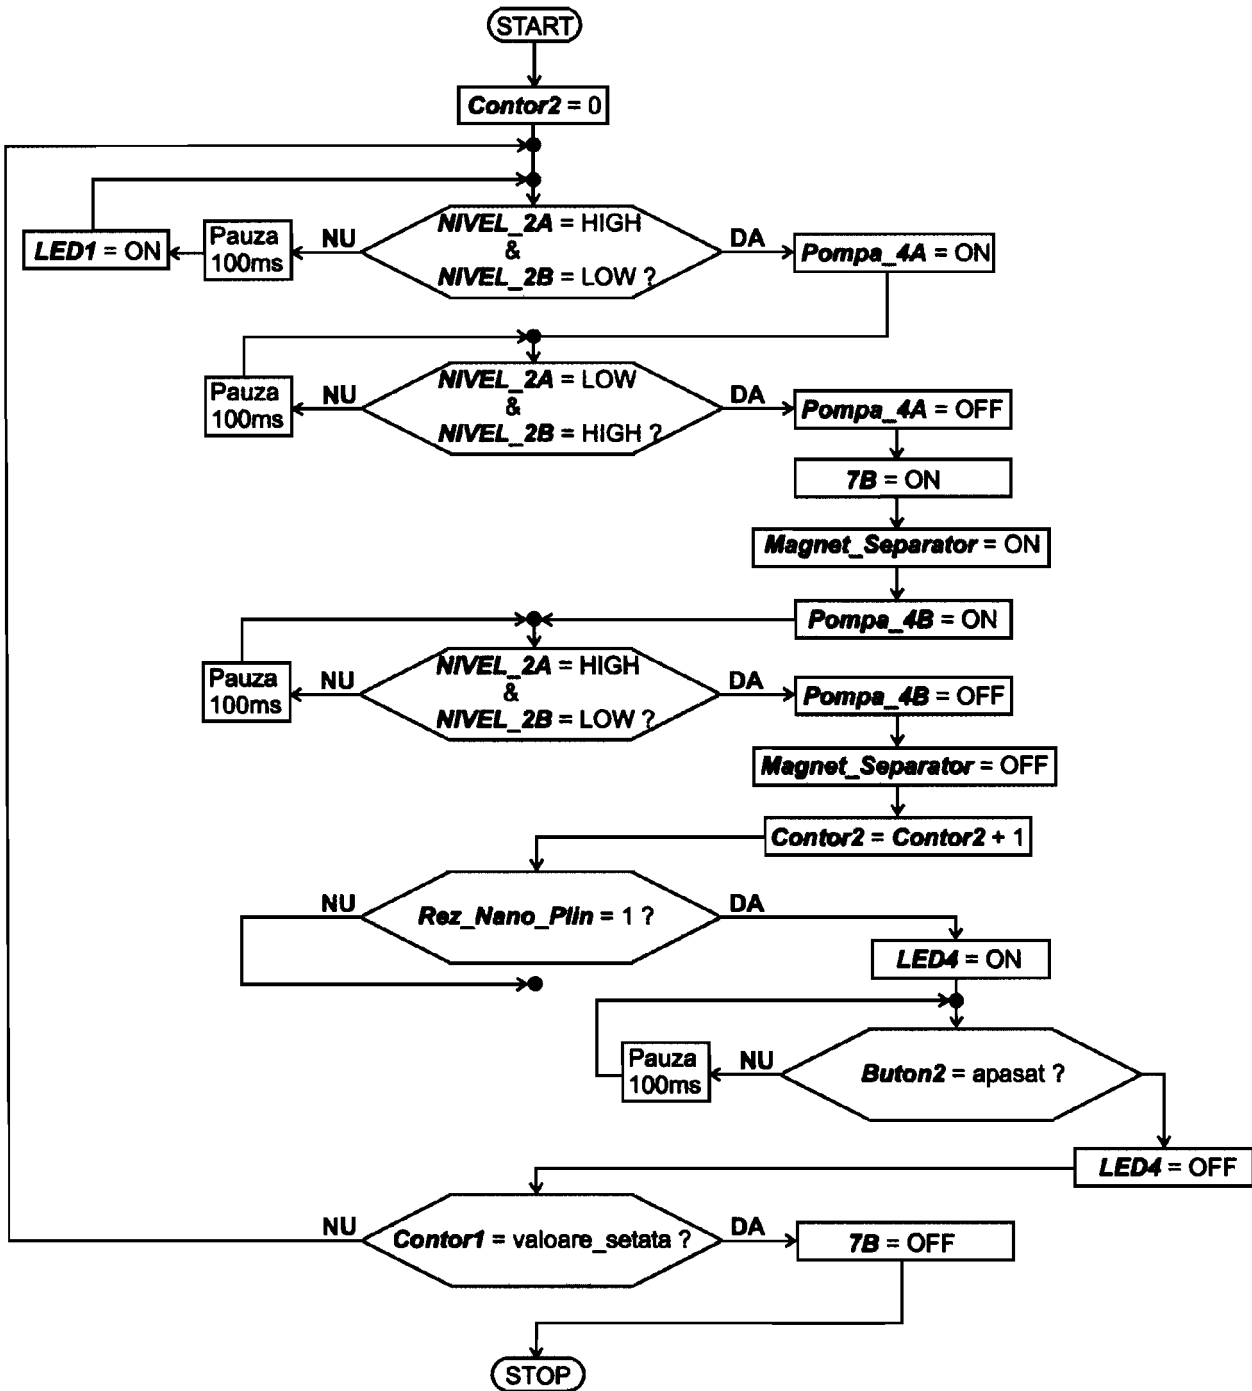 START
Contor2 = 0
NIVEL_2A = HIGH
&
NIVEL_2B = LOW ?
NU
DA
Pauza
100ms
LED1 = ON
Pompa_4A = ON
NIVEL_2A = LOW
&
NIVEL_2B = HIGH ?
NU
DA
Pauza
100ms
Pompa_4A = OFF
7B = ON
Magnet_Separator = ON
Pompa_4B = ON
NIVEL_2A = HIGH
&
NIVEL_2B = LOW ?
NU
DA
Pauza
100ms
Pompa_4B = OFF
Magnet_Separator = OFF
Contor2 = Contor2 + 1
Rez_Nano_Plin = 1 ?
NU
DA
LED4 = ON
Buton2 = apasat ?
NU
Pauza
100ms
LED4 = OFF
Contor1 = valoare_setata ?
NU
DA
7B = OFF
STOP